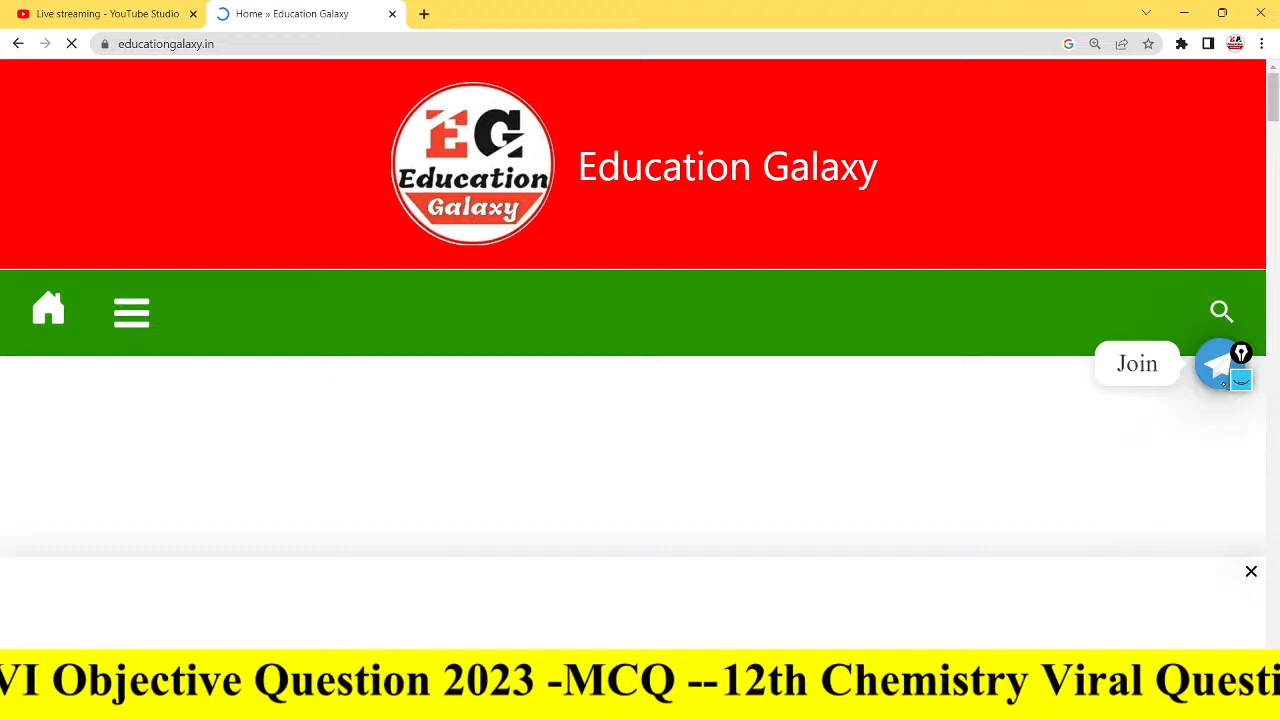 Live streaming - YouTube Studio
Home » Education Galaxy
educationgalaxy.in
EG
Education
Galaxy
Education Galaxy
Join
VI Objective Question 2023 -MCQ --12th Chemistry Viral Questi